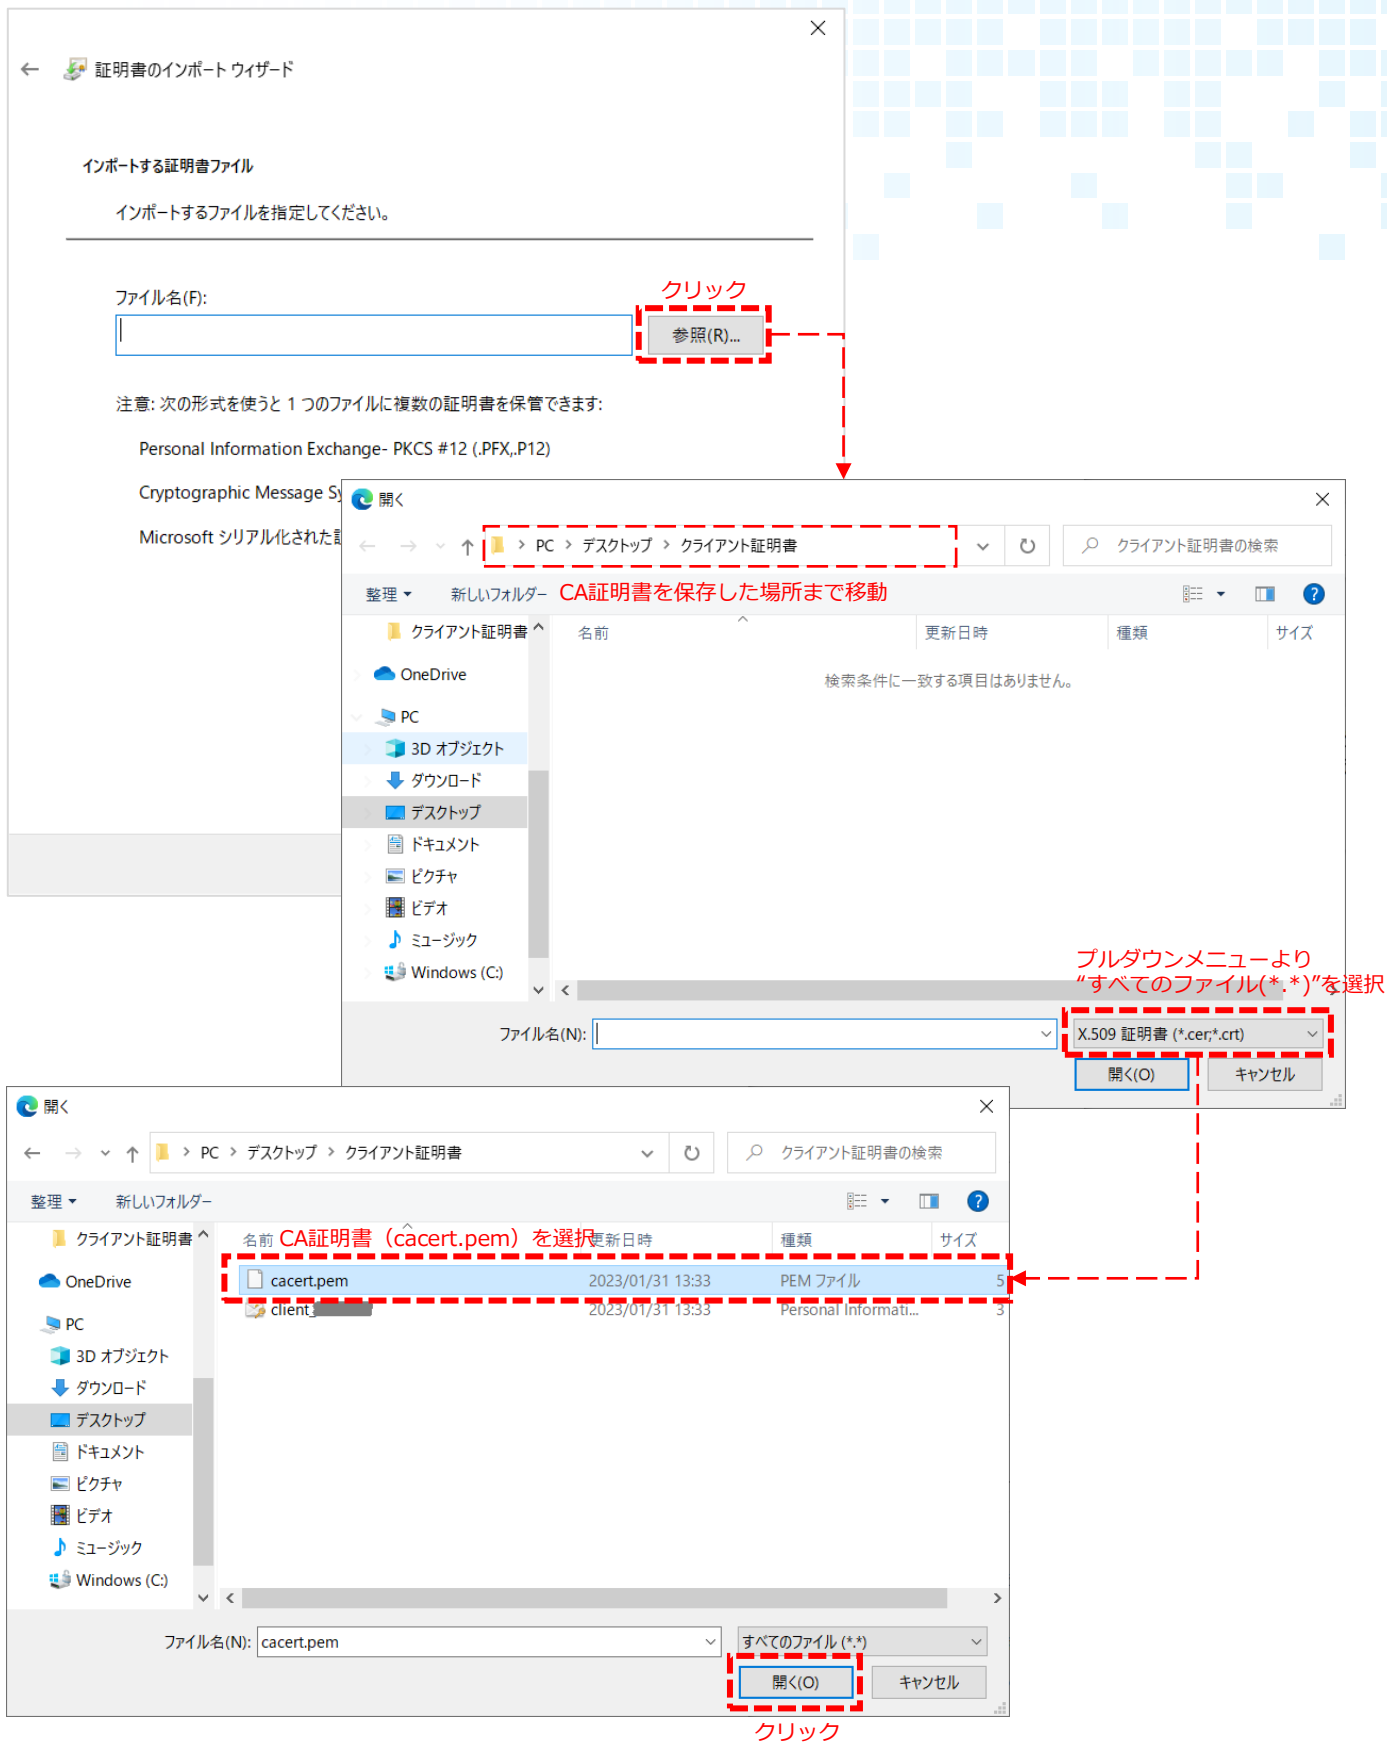 証明書のインポート ウィザード
インポートする証明書ファイル
インポートするファイルを指定してください。
ファイル名(F):
クリック
参照(R)...
注意: 次の形式を使うと 1 つのファイルに複数の証明書を保管できます:
Personal Information Exchange- PKCS #12 (.PFX,.P12)
Cryptographic Message
Microsoft シリアル化された
開く
PC > デスクトップ > クライアント証明書
クライアント証明書の検索
整理 新しいフォルダー CA証明書を保存した場所まで移動
クライアント証明書 名前 更新日時 種類 サイズ
OneDrive
検索条件に一致する項目はありません。
PC
3D オブジェクト
ダウンロード
デスクトップ
ドキュメント
ピクチャ
ビデオ
ミュージック
Windows (C:)
プルダウンメニューより
“すべてのファイル(*.*)”を選択
ファイル名(N): X.509 証明書 (*.cer;*.crt)
開く(O) キャンセル
開く
PC > デスクトップ > クライアント証明書
クライアント証明書の検索
整理 新しいフォルダー
クライアント証明書 名前 CA証明書（cacert.pem）を選択 更新日時 種類 サイズ
OneDrive
cacert.pem 2023/01/31 13:33 PEM ファイル 5
client_ 2023/01/31 13:33 Personal Informati... 3
PC
3D オブジェクト
ダウンロード
デスクトップ
ドキュメント
ピクチャ
ビデオ
ミュージック
Windows (C:)
ファイル名(N): cacert.pem すべてのファイル (*.*)
開く(O) キャンセル
クリック